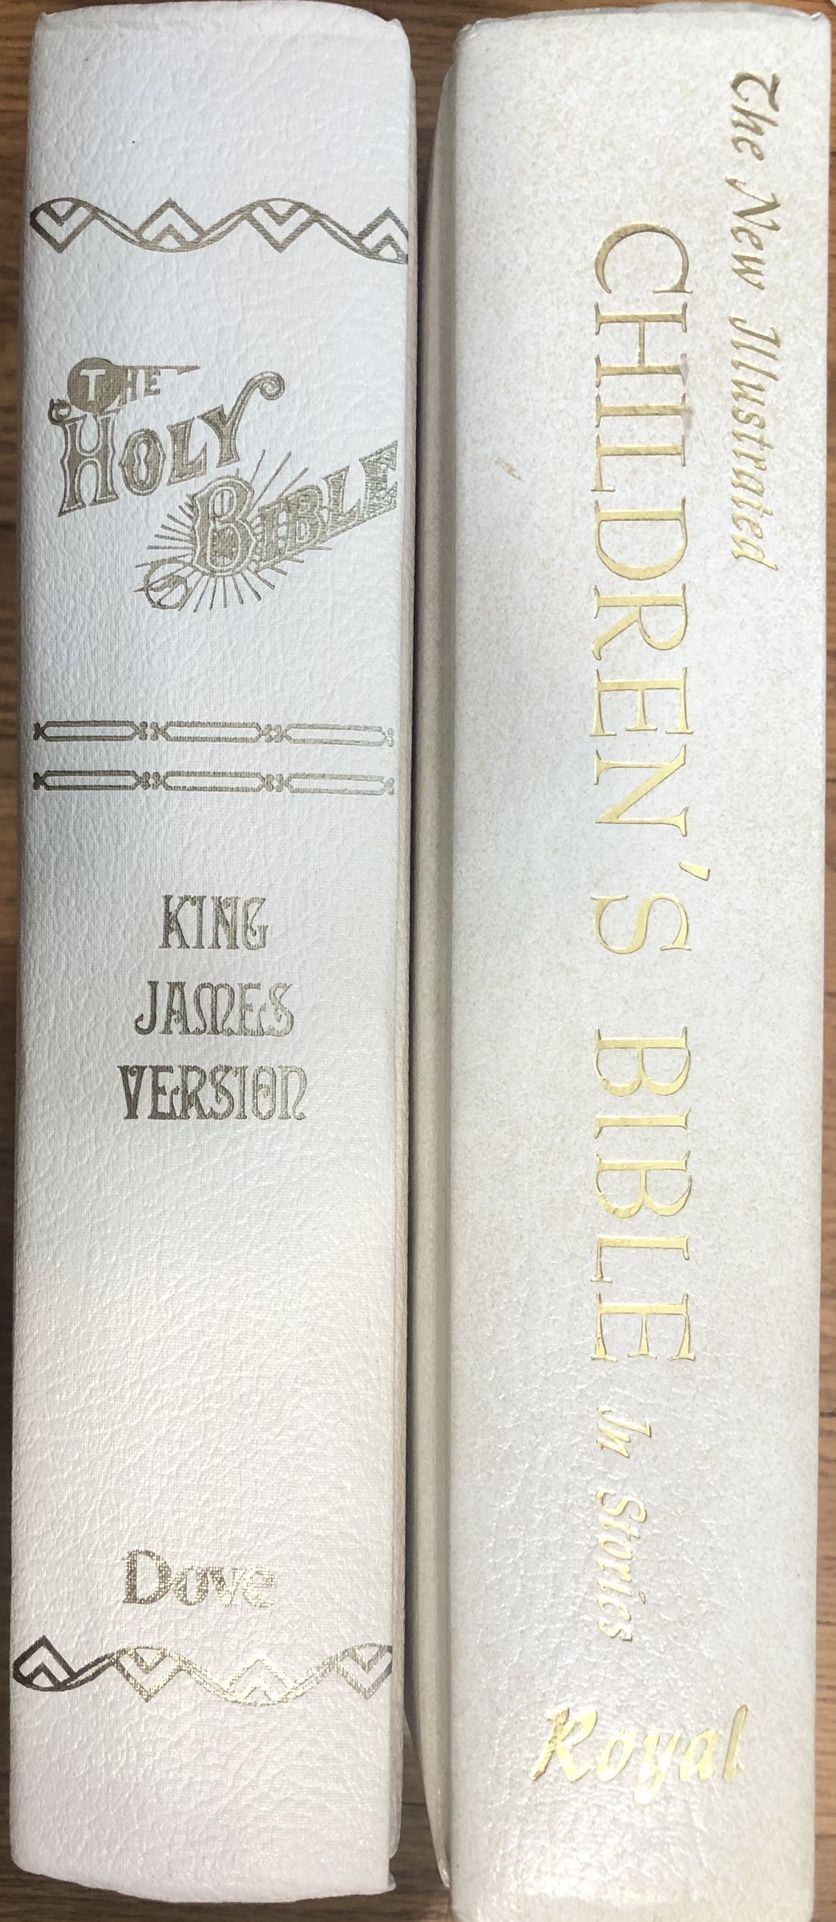 THE
HOLY
BIBLE
KING
JAMES
VERSION
Dove
The New Illustrated
CHILDREN'S BIBLE In Stories
Royal